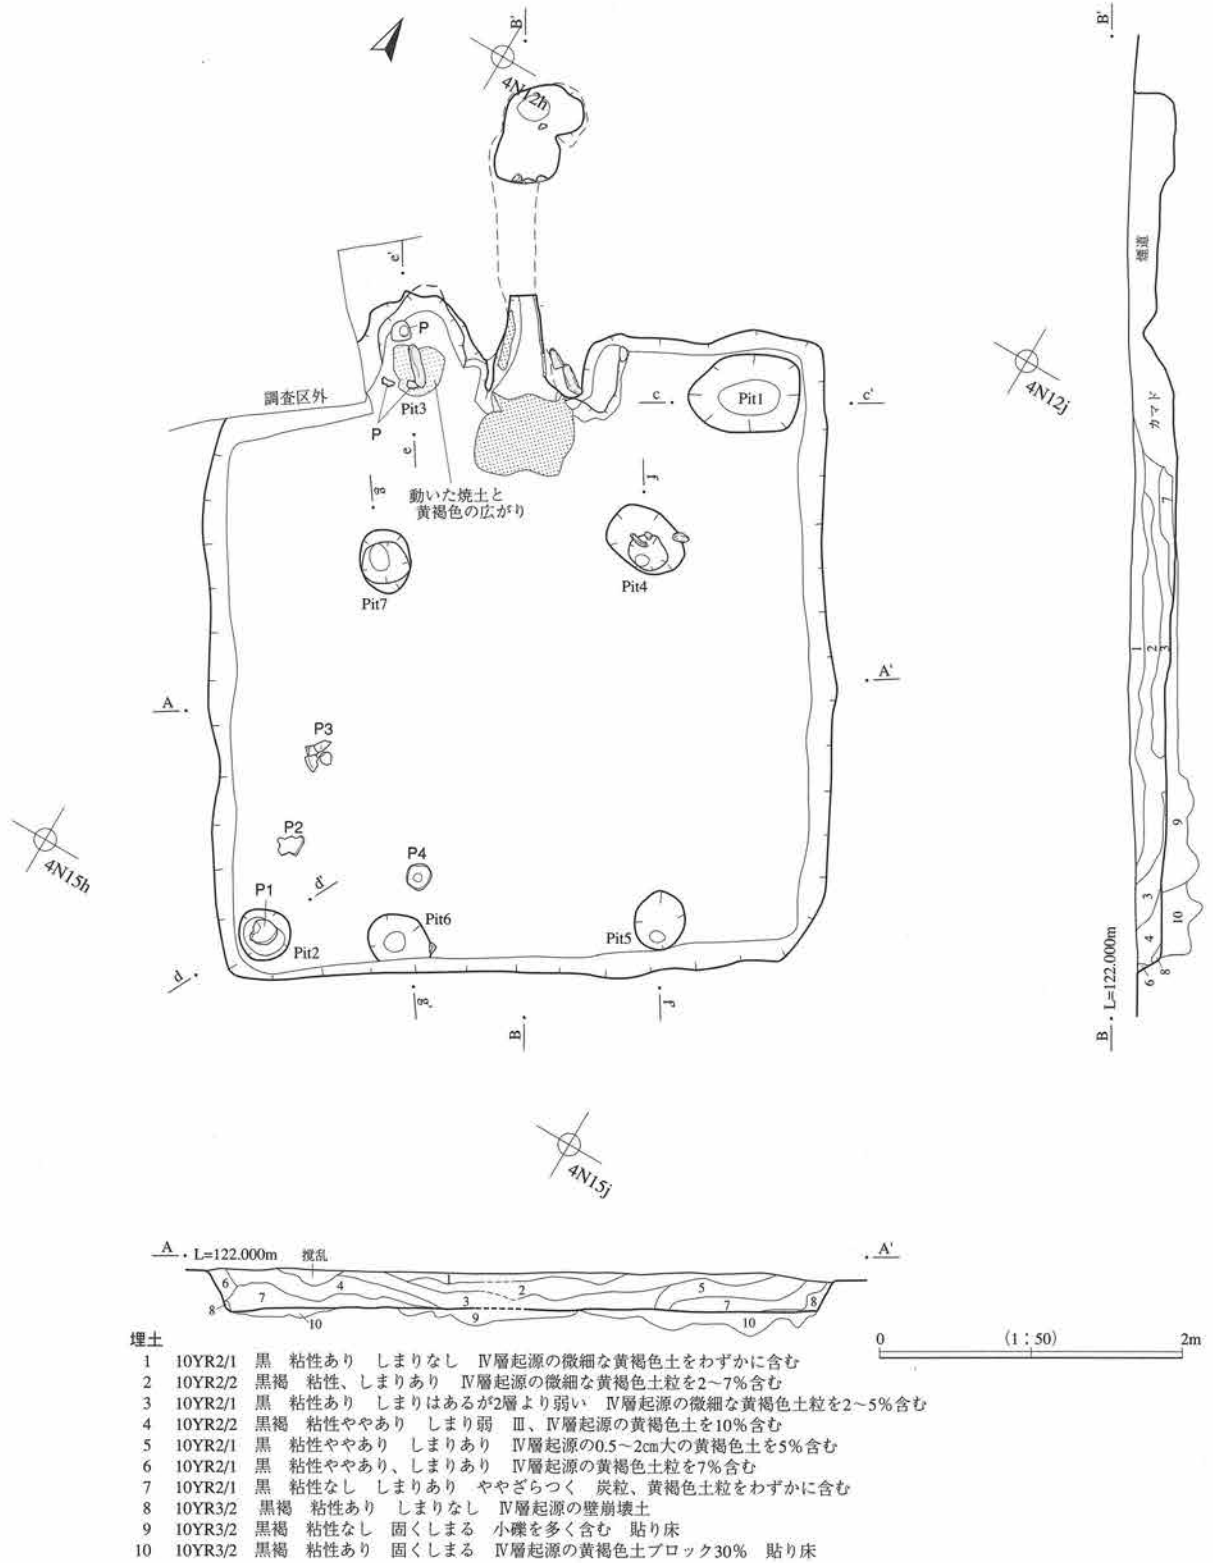 B'
4N12h
B'
e'
煙道
P
4N12j
調査区外
c
Pit1
c'
カマド
Pit3
P
e
f
動いた焼土と
黄褐色の広がり
g
7
Pit7
Pit4
1 2 3
A
A'
P3
P2
4N15h
P4
9
d'
P1
3
Pit6
10
Pit2
Pit5
4
d
8
6
g'
f'
B
B L=122.000m
4N15j
A L=122.000m 撹乱
A'
6 4 1 2 5
8 7 3 7 8
10 9 10
埋土
0 (1:50) 2m
1 10YR2/1 黒 粘性あり しまりなし Ⅳ層起源の微細な黄褐色土をわずかに含む
2 10YR2/2 黒褐 粘性、しまりあり Ⅳ層起源の微細な黄褐色土粒を2~7%含む
3 10YR2/1 黒 粘性あり しまりはあるが2層より弱い Ⅳ層起源の微細な黄褐色土粒を2~5%含む
4 10YR2/2 黒褐 粘性ややあり しまり弱 Ⅲ、Ⅳ層起源の黄褐色土を10%含む
5 10YR2/1 黒 粘性ややあり しまりあり Ⅳ層起源の0.5~2㎝大の黄褐色土を5%含む
6 10YR2/1 黒 粘性ややあり、しまりあり Ⅳ層起源の黄褐色土粒を7%含む
7 10YR2/1 黒 粘性なし しまりあり ややざらつく 炭粒、黄褐色土粒をわずかに含む
8 10YR3/2 黒褐 粘性あり しまりなし Ⅳ層起源の壁崩壊土
9 10YR3/2 黒褐 粘性なし 固くしまる 小礫を多く含む 貼り床
10 10YR3/2 黒褐 粘性あり 固くしまる Ⅳ層起源の黄褐色土ブロック30% 貼り床